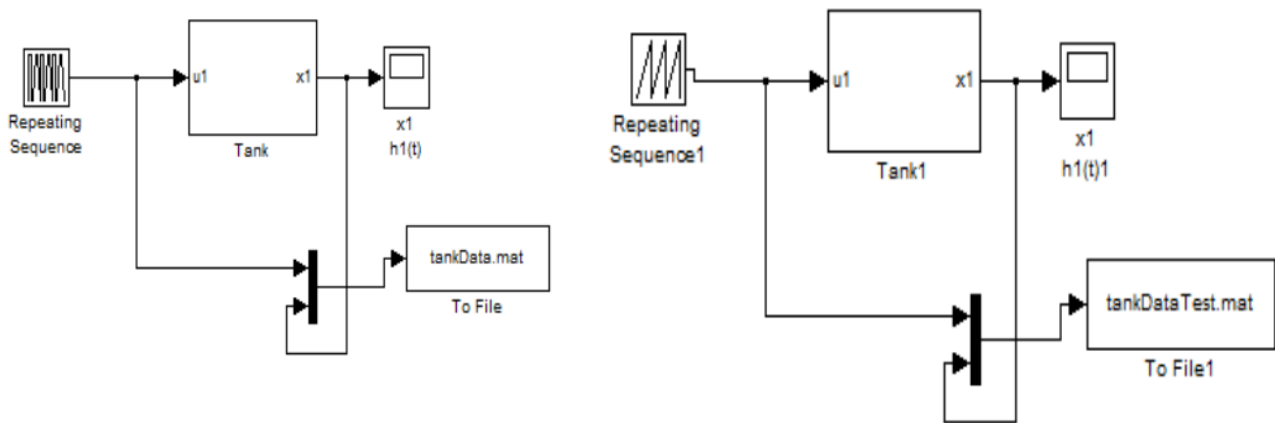 u1
x1
Repeating
Sequence
Tank
x1
h1(t)
tankData.mat
To File
u1
x1
Repeating
Sequence1
Tank1
x1
h1(t)1
tankDataTest.mat
To File1